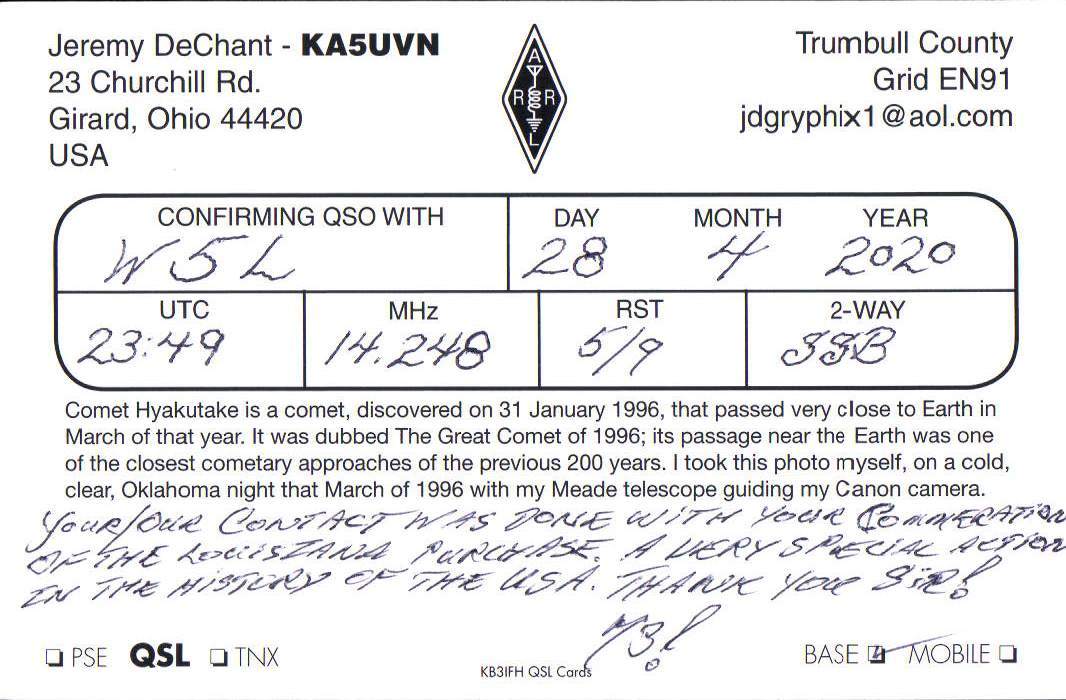 Jeremy DeChant - KA5UVN
23 Churchill Rd.
Girard, Ohio 44420
USA
A
R R
L
Trumbull County
Grid EN91
jdgryphix1@aol.com
CONFIRMING QSO WITH
W5L
DAY MONTH YEAR
28 4 2020
UTC MHz RST 2-WAY
23:49 14.248 5/9 SSB
Comet Hyakutake is a comet, discovered on 31 January 1996, that passed very close to Earth in
March of that year. It was dubbed The Great Comet of 1996; its passage near the Earth was one
of the closest cometary approaches of the previous 200 years. I took this photo myself, on a cold,
clear, Oklahoma night that March of 1996 with my Meade telescope guiding my Canon camera.
YOUR/OUR CONTACT WAS DONE WITH YOUR COMMERATION
OF THE LOUISIANA PURCHASE. A VERY SPECIAL ACTION
IN THE HISTORY OF THE USA. THANK YOU SIR!
73!
PSE QSL TNX
KB3IFH QSL Cards
BASE MOBILE